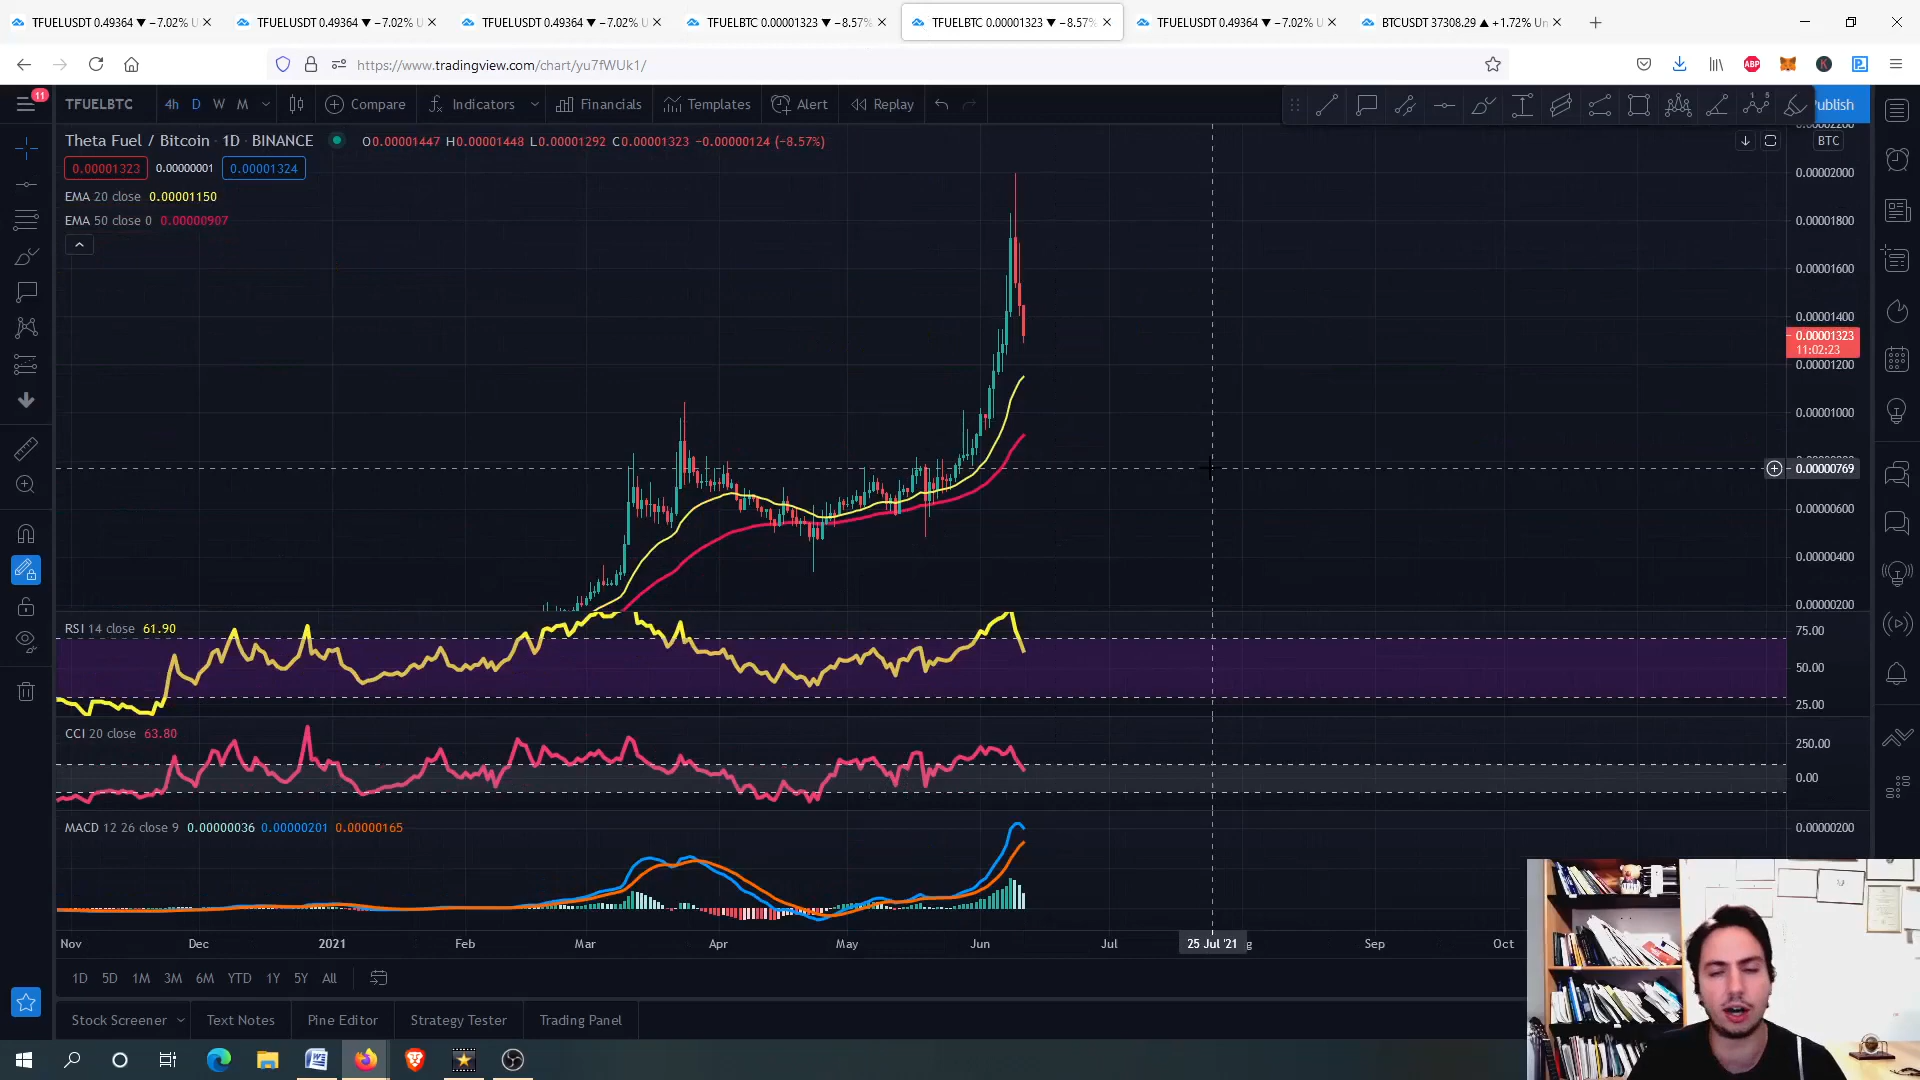 TFUELUSDT 0.49364 ▼ −7.02% U
TFUELUSDT 0.49364 ▼ −7.02% U
TFUELUSDT 0.49364 ▼ −7.02% U
TFUELBTC 0.00001323 ▼ −8.57%
TFUELBTC 0.00001323 ▼ −8.57%
TFUELUSDT 0.49364 ▼ −7.02% U
BTCUSDT 37308.29 ▲ +1.72% Un
https://www.tradingview.com/chart/yu7fWUk1/
ABP
K
11
TFUELBTC 4h D W M Compare Indicators Financials Templates Alert Replay ublish
Theta Fuel / Bitcoin · 1D · BINANCE O0.00001447 H0.00001448 L0.00001292 C0.00001323 −0.00000124 (−8.57%)
BTC
0.00001323 0.00000001 0.00001324
EMA 20 close 0.00001150
EMA 50 close 0 0.00000907
0.00002000
0.00001800
0.00001600
0.00001400
0.00001323
11:02:23
0.00001200
0.00001000
0.00000769
0.00000600
0.00000400
0.00000200
RSI 14 close 61.90
75.00
50.00
25.00
CCI 20 close 63.80
250.00
0.00
MACD 12 26 close 9 0.00000036 0.00000201 0.00000165
0.00000200
Nov Dec 2021 Feb Mar Apr May Jun Jul 25 Jul '21 g Sep Oct
1D 5D 1M 3M 6M YTD 1Y 5Y All
Stock Screener Text Notes Pine Editor Strategy Tester Trading Panel